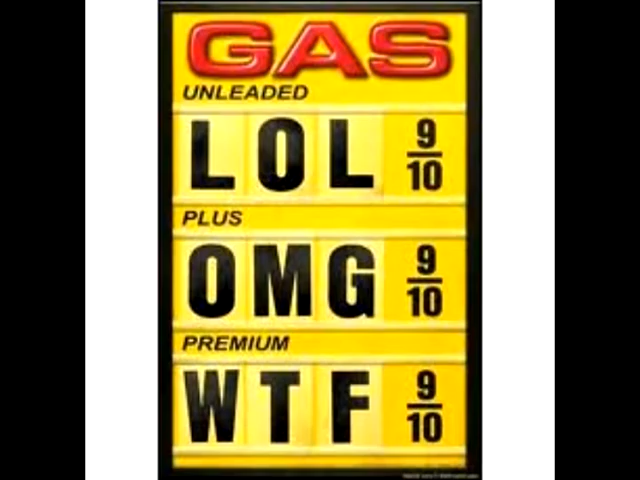 GAS
UNLEADED
LOL 9/10
PLUS
OMG 9/10
PREMIUM
WTF 9/10